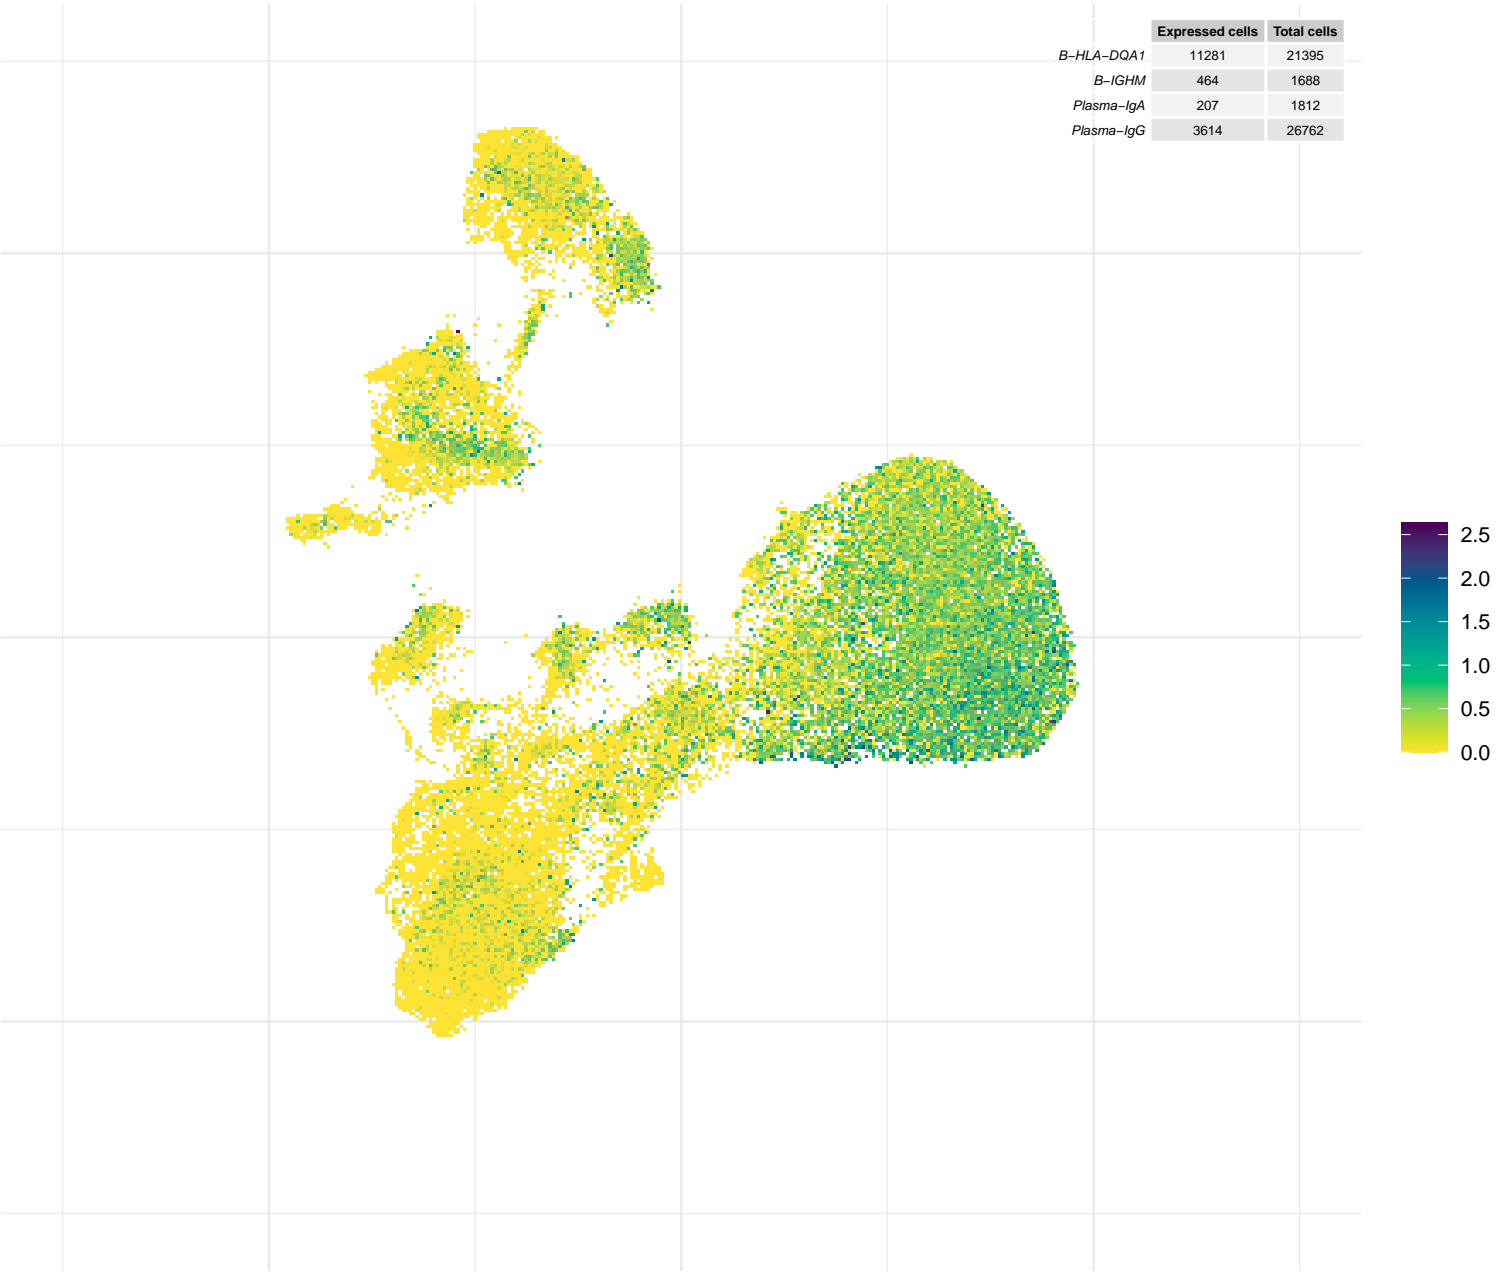 Expressed cells Total cells
B−HLA−DQA1 11281 21395
B−IGHM 464 1688
Plasma−IgA 207 1812
Plasma−IgG 3614 26762
2.5
2.0
1.5
1.0
0.5
0.0